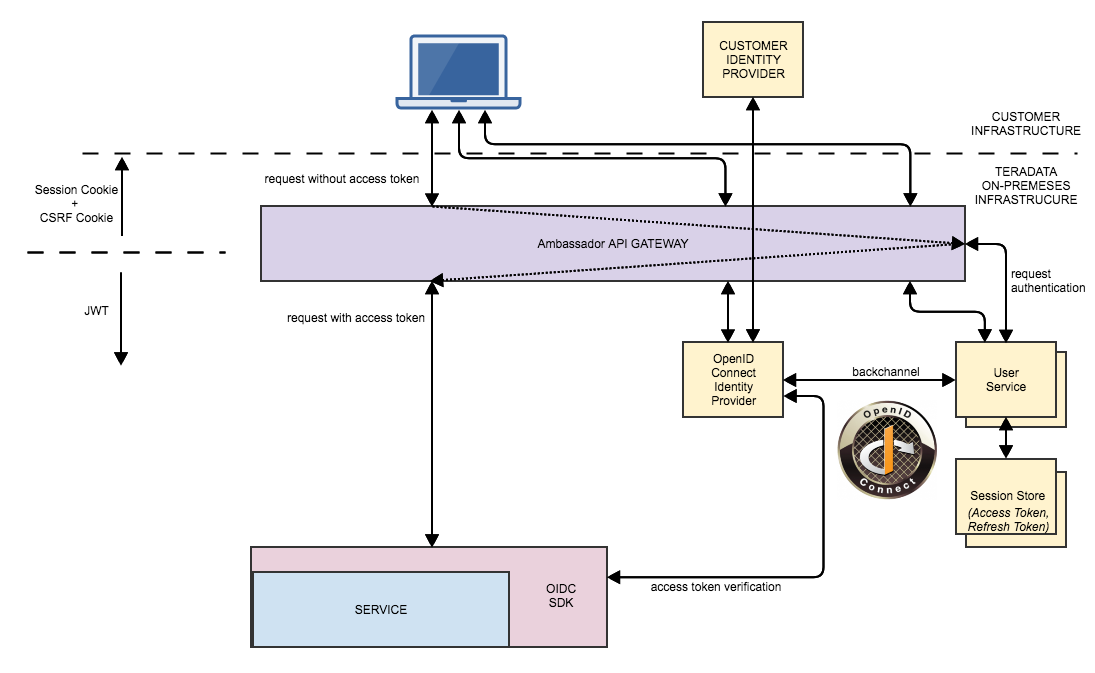 CUSTOMER
IDENTITY
PROVIDER
CUSTOMER
INFRASTRUCTURE
TERADATA
ON-PREMESES
INFRASTRUCURE
request without access token
Session Cookie
+
CSRF Cookie
Ambassador API GATEWAY
request
authentication
JWT
request with access token
OpenID
Connect
Identity
Provider
backchannel
User
Service
OpenID
Connect
Session Store
(Access Token,
Refresh Token)
OIDC
SDK
access token verification
SERVICE